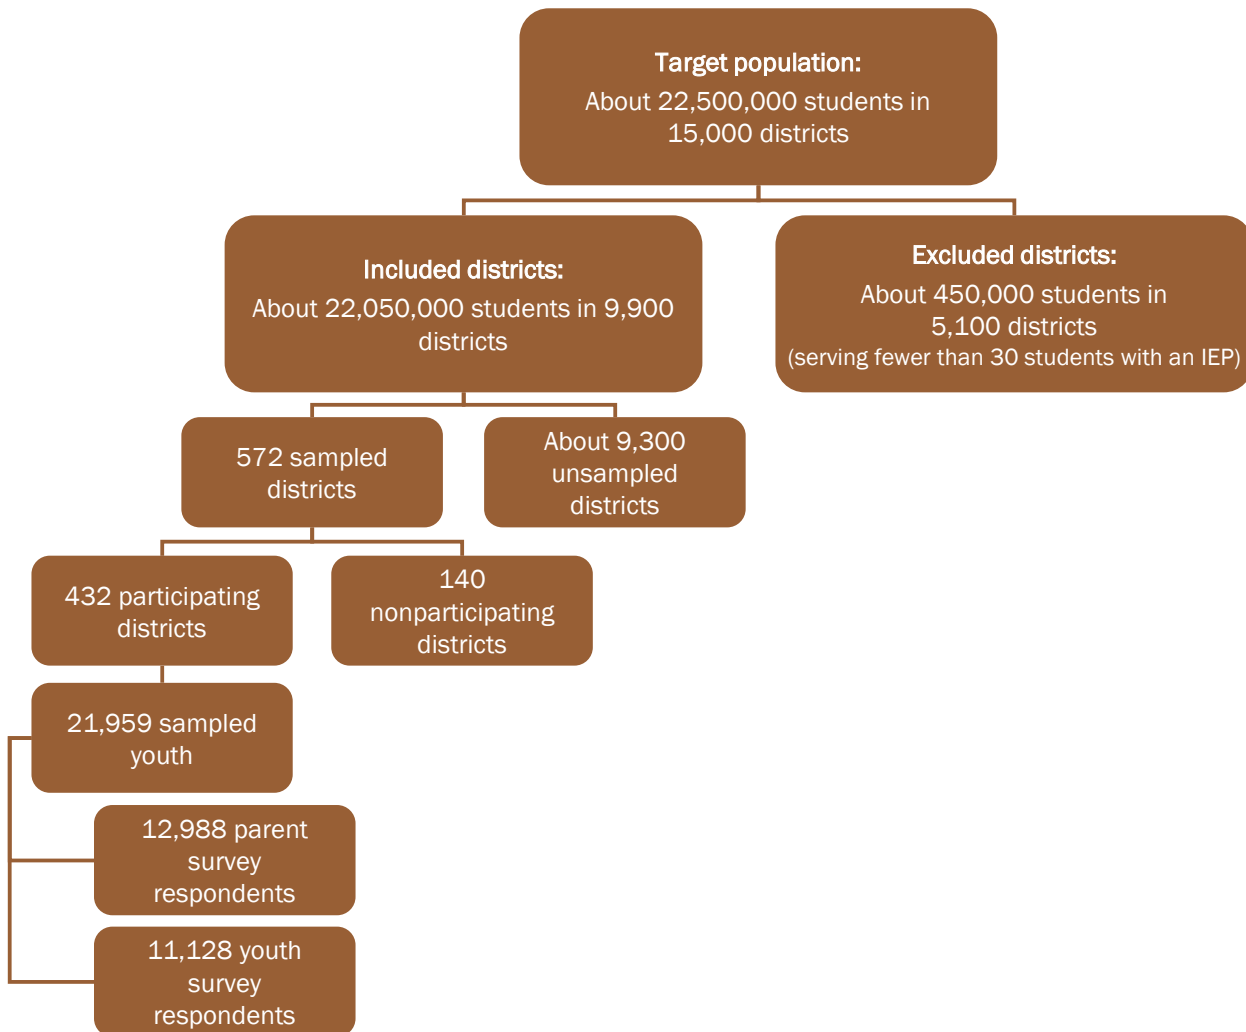 Target population:
About 22,500,000 students in
15,000 districts
Included districts:
About 22,050,000 students in 9,900
districts
Excluded districts:
About 450,000 students in
5,100 districts
(serving fewer than 30 students with an IEP)
572 sampled
districts
About 9,300
unsampled
districts
432 participating
districts
140
nonparticipating
districts
21,959 sampled
youth
12,988 parent
survey
respondents
11,128 youth
survey
respondents